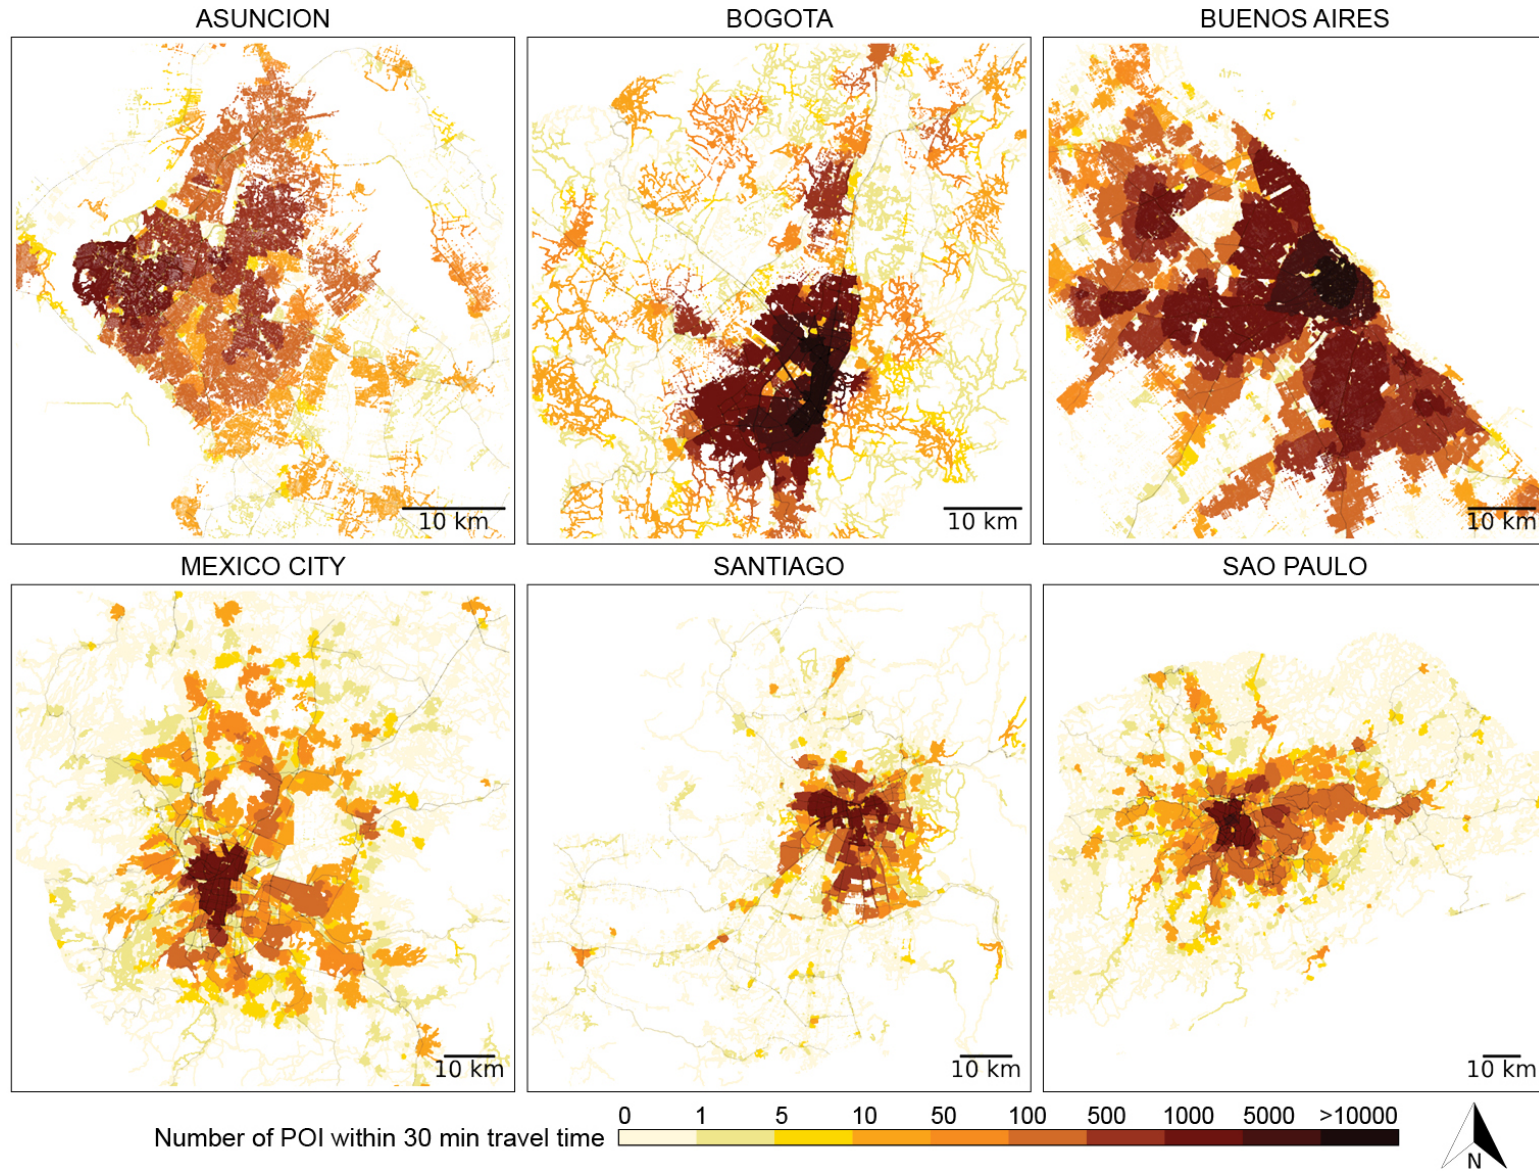 ASUNCION
BOGOTA
BUENOS AIRES
10 km
10 km
10 km
MEXICO CITY
SANTIAGO
SAO PAULO
10 km
10 km
10 km
0 1 5 10 50 100 500 1000 5000 >10000
Number of POI within 30 min travel time
N